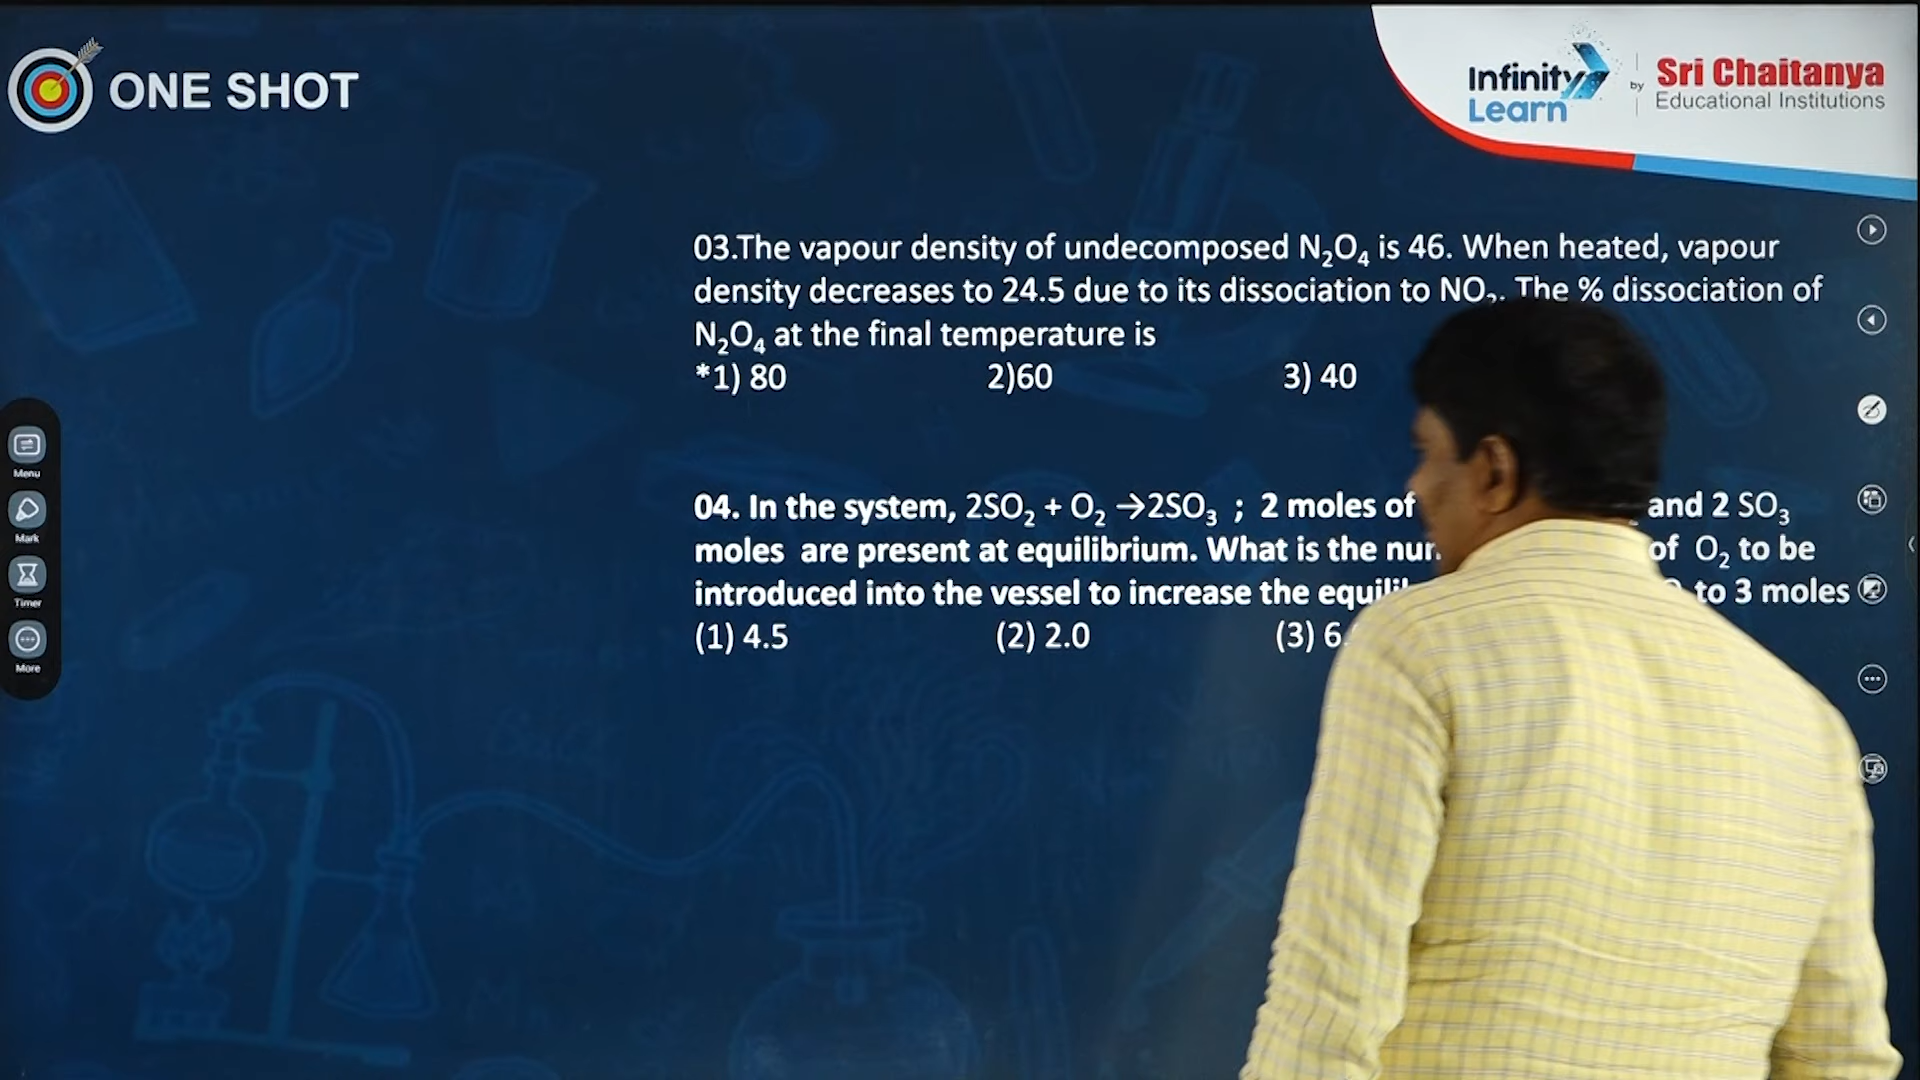 ONE SHOT
Infinity Learn by Sri Chaitanya Educational Institutions
03.The vapour density of undecomposed N₂O₄ is 46. When heated, vapour
density decreases to 24.5 due to its dissociation to NO₂. The % dissociation of
N₂O₄ at the final temperature is
*1) 80 2)60 3) 40
04. In the system, 2SO₂ + O₂ →2SO₃ ; 2 moles of and 2 SO₃
moles are present at equilibrium. What is the of O₂ to be
introduced into the vessel to increase the to 3 moles
(1) 4.5 (2) 2.0 (3) 6.
Menu
Mark
Timer
More